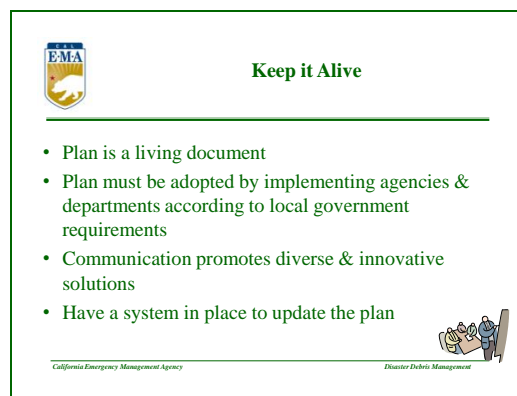 CAL
E·M·A
Keep it Alive
• Plan is a living document
• Plan must be adopted by implementing agencies &
departments according to local government
requirements
• Communication promotes diverse & innovative
solutions
• Have a system in place to update the plan
California Emergency Management Agency
Disaster Debris Management